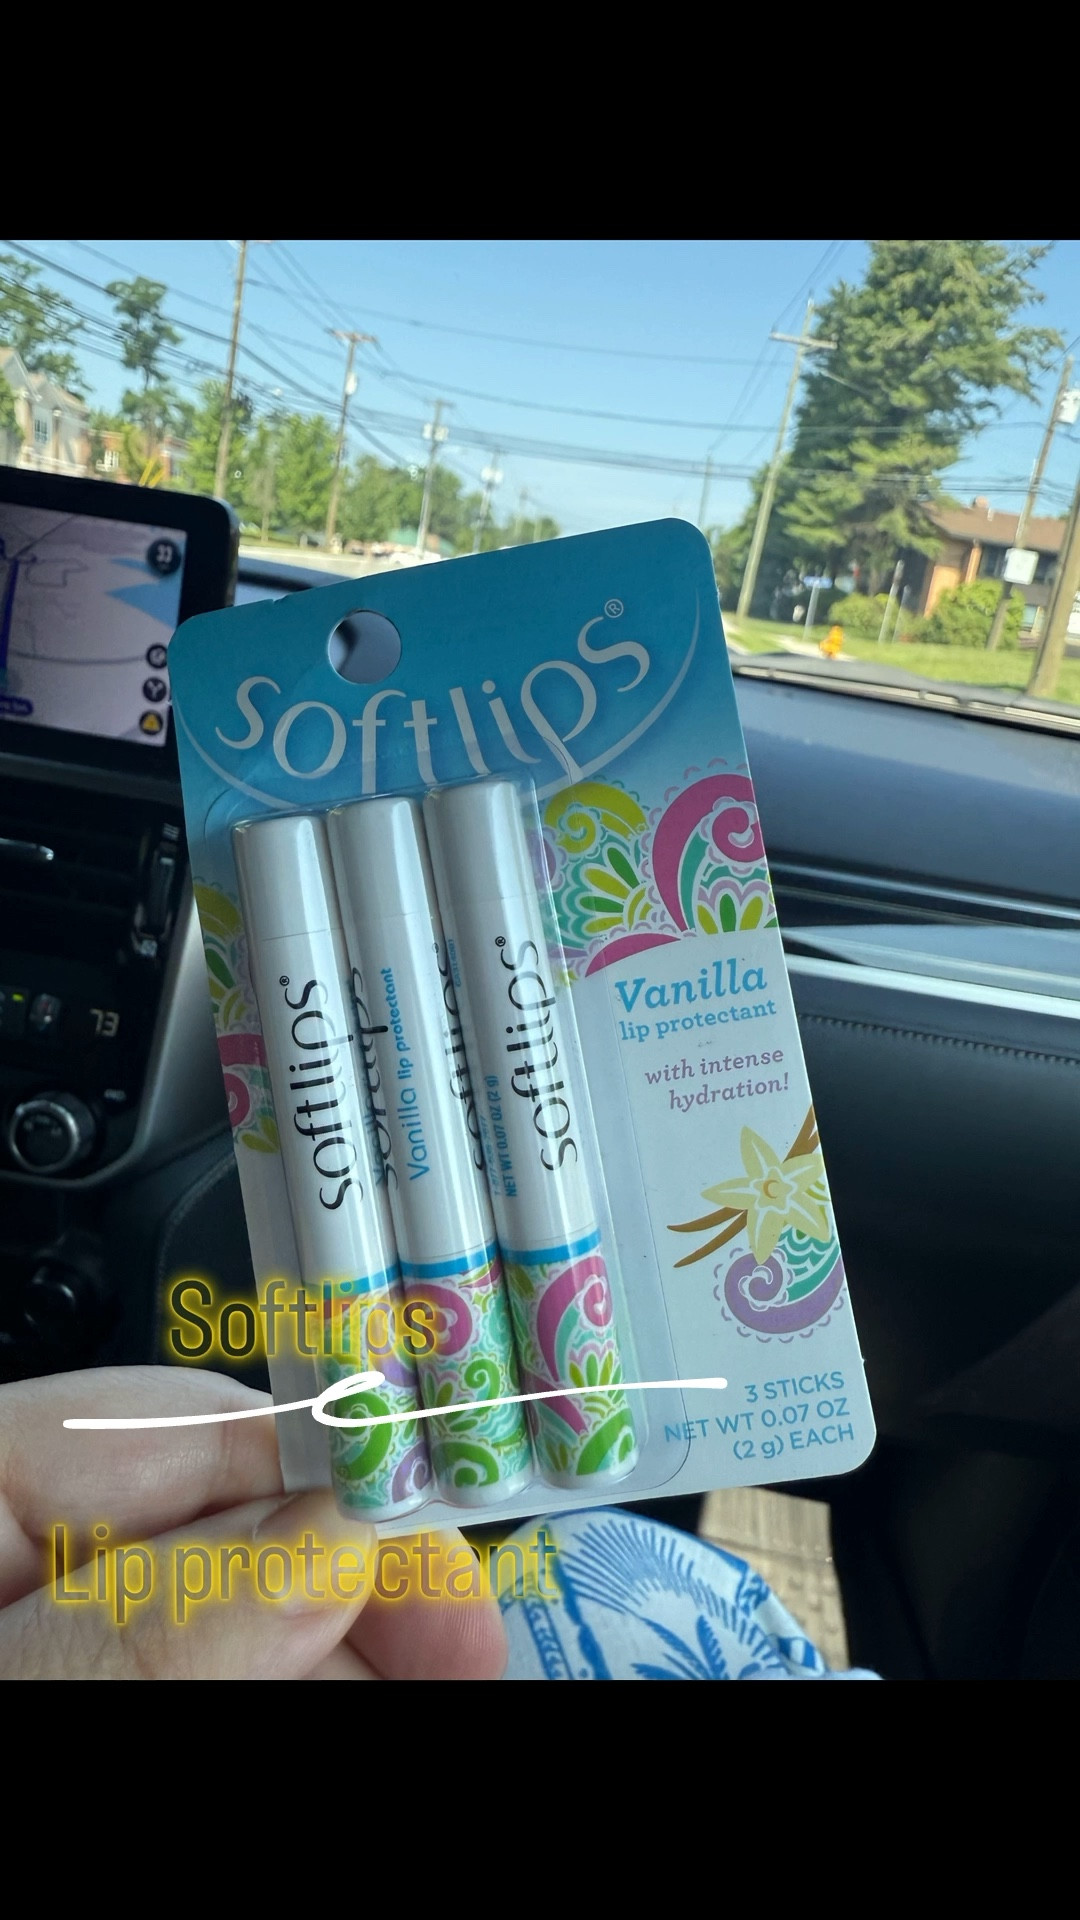 softlips®
softlips®
softlips
Vanilla lip protectant
softlips
NET WT 0.07 OZ (2 g)
softlips®
Vanilla
lip protectant
with intense
hydration!
3 STICKS
NET WT 0.07 OZ
(2 g) EACH
73
Softlips
Lip protectant